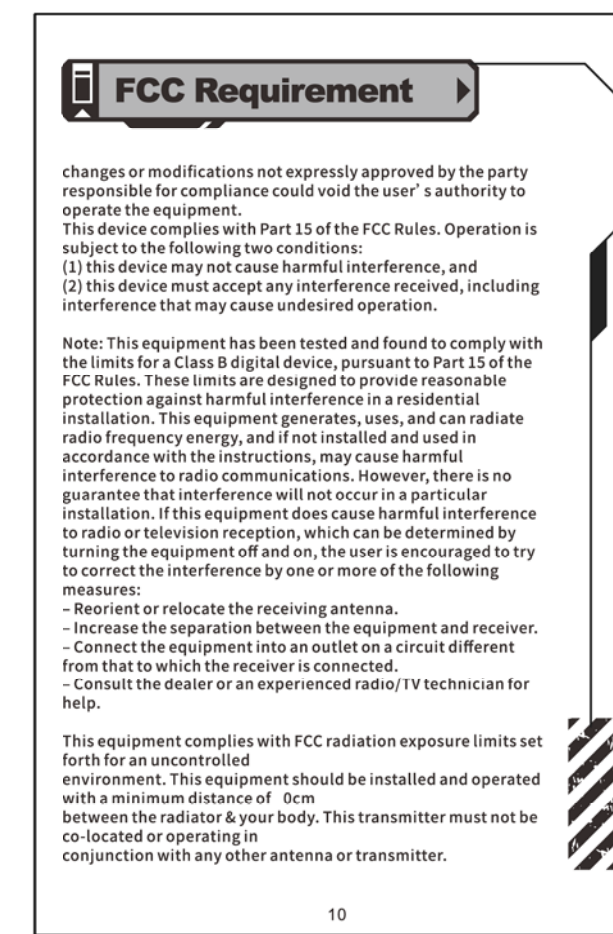 FCC Requirement
changes or modifications not expressly approved by the party
responsible for compliance could void the user’ s authority to
operate the equipment.
This device complies with Part 15 of the FCC Rules. Operation is
subject to the following two conditions:
(1) this device may not cause harmful interference, and
(2) this device must accept any interference received, including
interference that may cause undesired operation.
Note: This equipment has been tested and found to comply with
the limits for a Class B digital device, pursuant to Part 15 of the
FCC Rules. These limits are designed to provide reasonable
protection against harmful interference in a residential
installation. This equipment generates, uses, and can radiate
radio frequency energy, and if not installed and used in
accordance with the instructions, may cause harmful
interference to radio communications. However, there is no
guarantee that interference will not occur in a particular
installation. If this equipment does cause harmful interference
to radio or television reception, which can be determined by
turning the equipment off and on, the user is encouraged to try
to correct the interference by one or more of the following
measures:
– Reorient or relocate the receiving antenna.
– Increase the separation between the equipment and receiver.
– Connect the equipment into an outlet on a circuit different
from that to which the receiver is connected.
– Consult the dealer or an experienced radio/TV technician for
help.
This equipment complies with FCC radiation exposure limits set
forth for an uncontrolled
environment. This equipment should be installed and operated
with a minimum distance of 0cm
between the radiator & your body. This transmitter must not be
co-located or operating in
conjunction with any other antenna or transmitter.
10